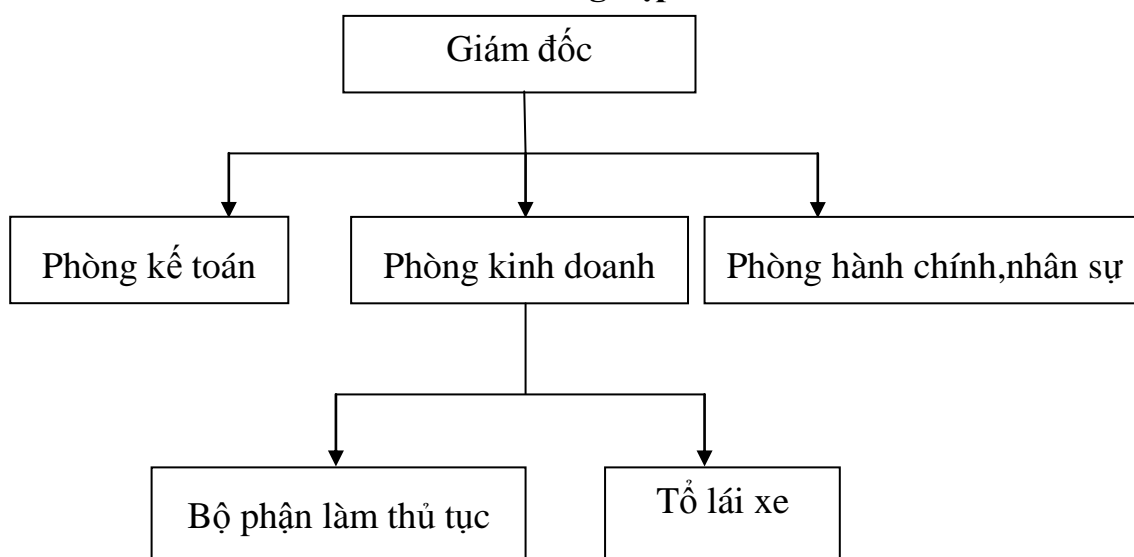 Giám đốc
Phòng kế toán
Phòng kinh doanh
Phòng hành chính,nhân sự
Bộ phận làm thủ tục
Tổ lái xe